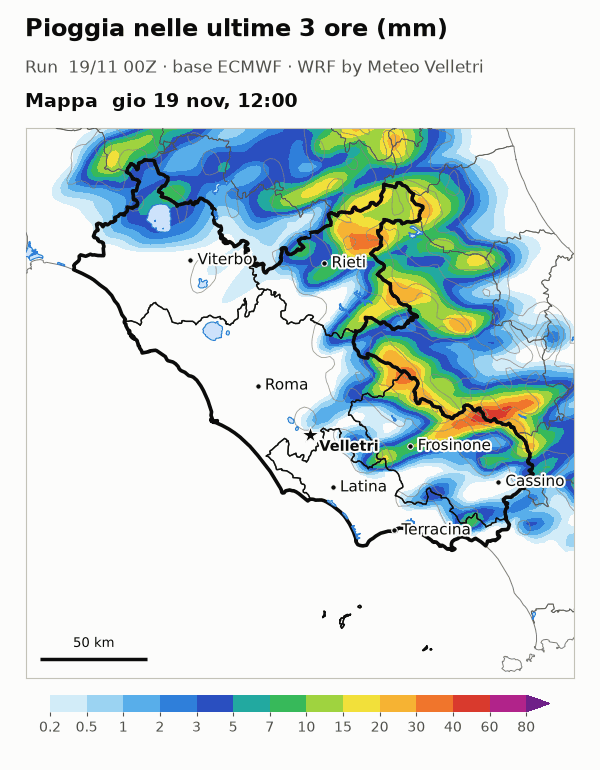 Pioggia nelle ultime 3 ore (mm)
Run  19/11 00Z · base ECMWF · WRF by Meteo Velletri
Mappa  gio 19 nov, 12:00
Viterbo
Rieti
Roma
Velletri
Frosinone
Latina
Cassino
Terracina
50 km
0.2 0.5 1 2 3 5 7 10 15 20 30 40 60 80